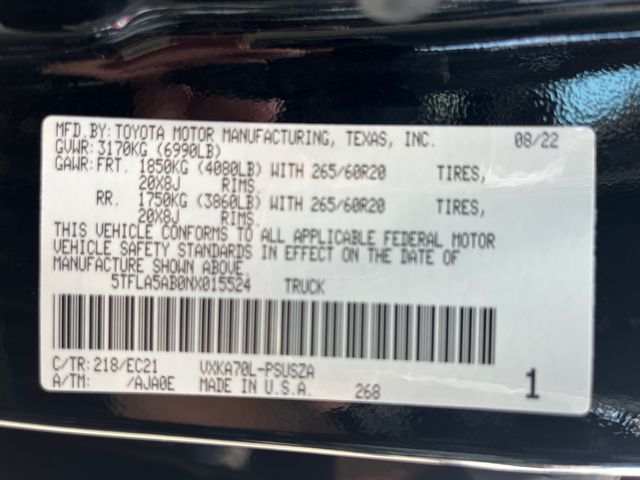 MFD.BY:TOYOTA MOTOR MANUFACTURING, TEXAS, INC. 08/22
GVWR:3170KG(6990LB)
GAWR:FRT. 1850KG(4080LB)WITH 265/60R20 TIRES,
20X8J RIMS.
RR. 1750KG(3860LB)WITH 265/60R20 TIRES,
20X8J RIMS.
THIS VEHICLE CONFORMS TO ALL APPLICABLE FEDERAL MOTOR
VEHICLE SAFETY STANDARDS IN EFFECT ON THE DATE OF
MANUFACTURE SHOWN ABOVE.
5TFLA5AB0NX015524 TRUCK
C/TR:218/EC21 VXKA70L-PSUSZA
A/TM: /AJA0E MADE IN U.S.A. 268 1